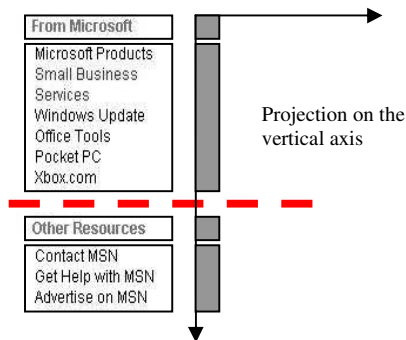 From Microsoft
Microsoft Products
Small Business
Services
Windows Update
Office Tools
Pocket PC
Xbox.com
Projection on the
vertical axis
Other Resources
Contact MSN
Get Help with MSN
Advertise on MSN